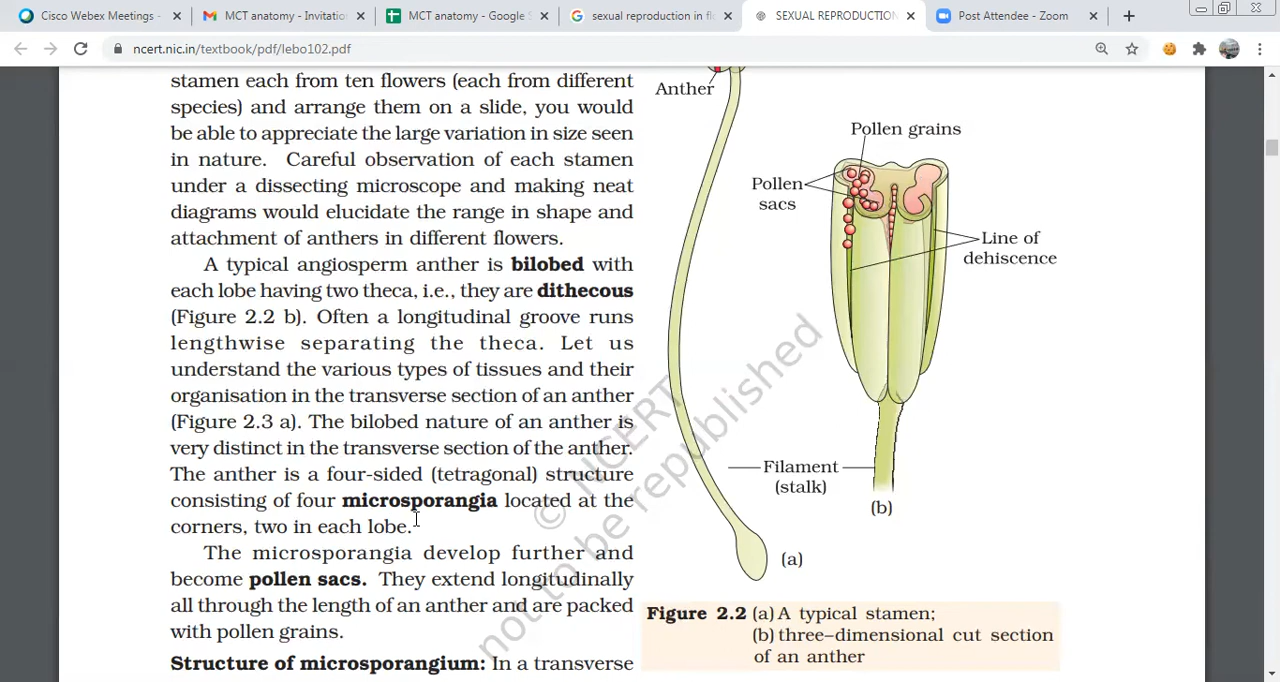 Cisco Webex Meetings -
MCT anatomy - Invitatio
MCT anatomy - Google S
sexual reproduction in fl
SEXUAL REPRODUCTION
Post Attendee - Zoom
ncert.nic.in/textbook/pdf/lebo102.pdf
stamen each from ten flowers (each from different
species) and arrange them on a slide, you would
be able to appreciate the large variation in size seen
in nature. Careful observation of each stamen
under a dissecting microscope and making neat
diagrams would elucidate the range in shape and
attachment of anthers in different flowers.
A typical angiosperm anther is bilobed with
each lobe having two theca, i.e., they are dithecous
(Figure 2.2 b). Often a longitudinal groove runs
lengthwise separating the theca. Let us
understand the various types of tissues and their
organisation in the transverse section of an anther
(Figure 2.3 a). The bilobed nature of an anther is
very distinct in the transverse section of the anther.
The anther is a four-sided (tetragonal) structure
consisting of four microsporangia located at the
corners, two in each lobe.
The microsporangia develop further and
become pollen sacs. They extend longitudinally
all through the length of an anther and are packed
with pollen grains.
Structure of microsporangium: In a transverse
Anther
Pollen grains
Pollen
sacs
Line of
dehiscence
Filament
(stalk)
(b)
(a)
© NCERT
not to be republished
Figure 2.2 (a) A typical stamen;
(b) three–dimensional cut section
of an anther